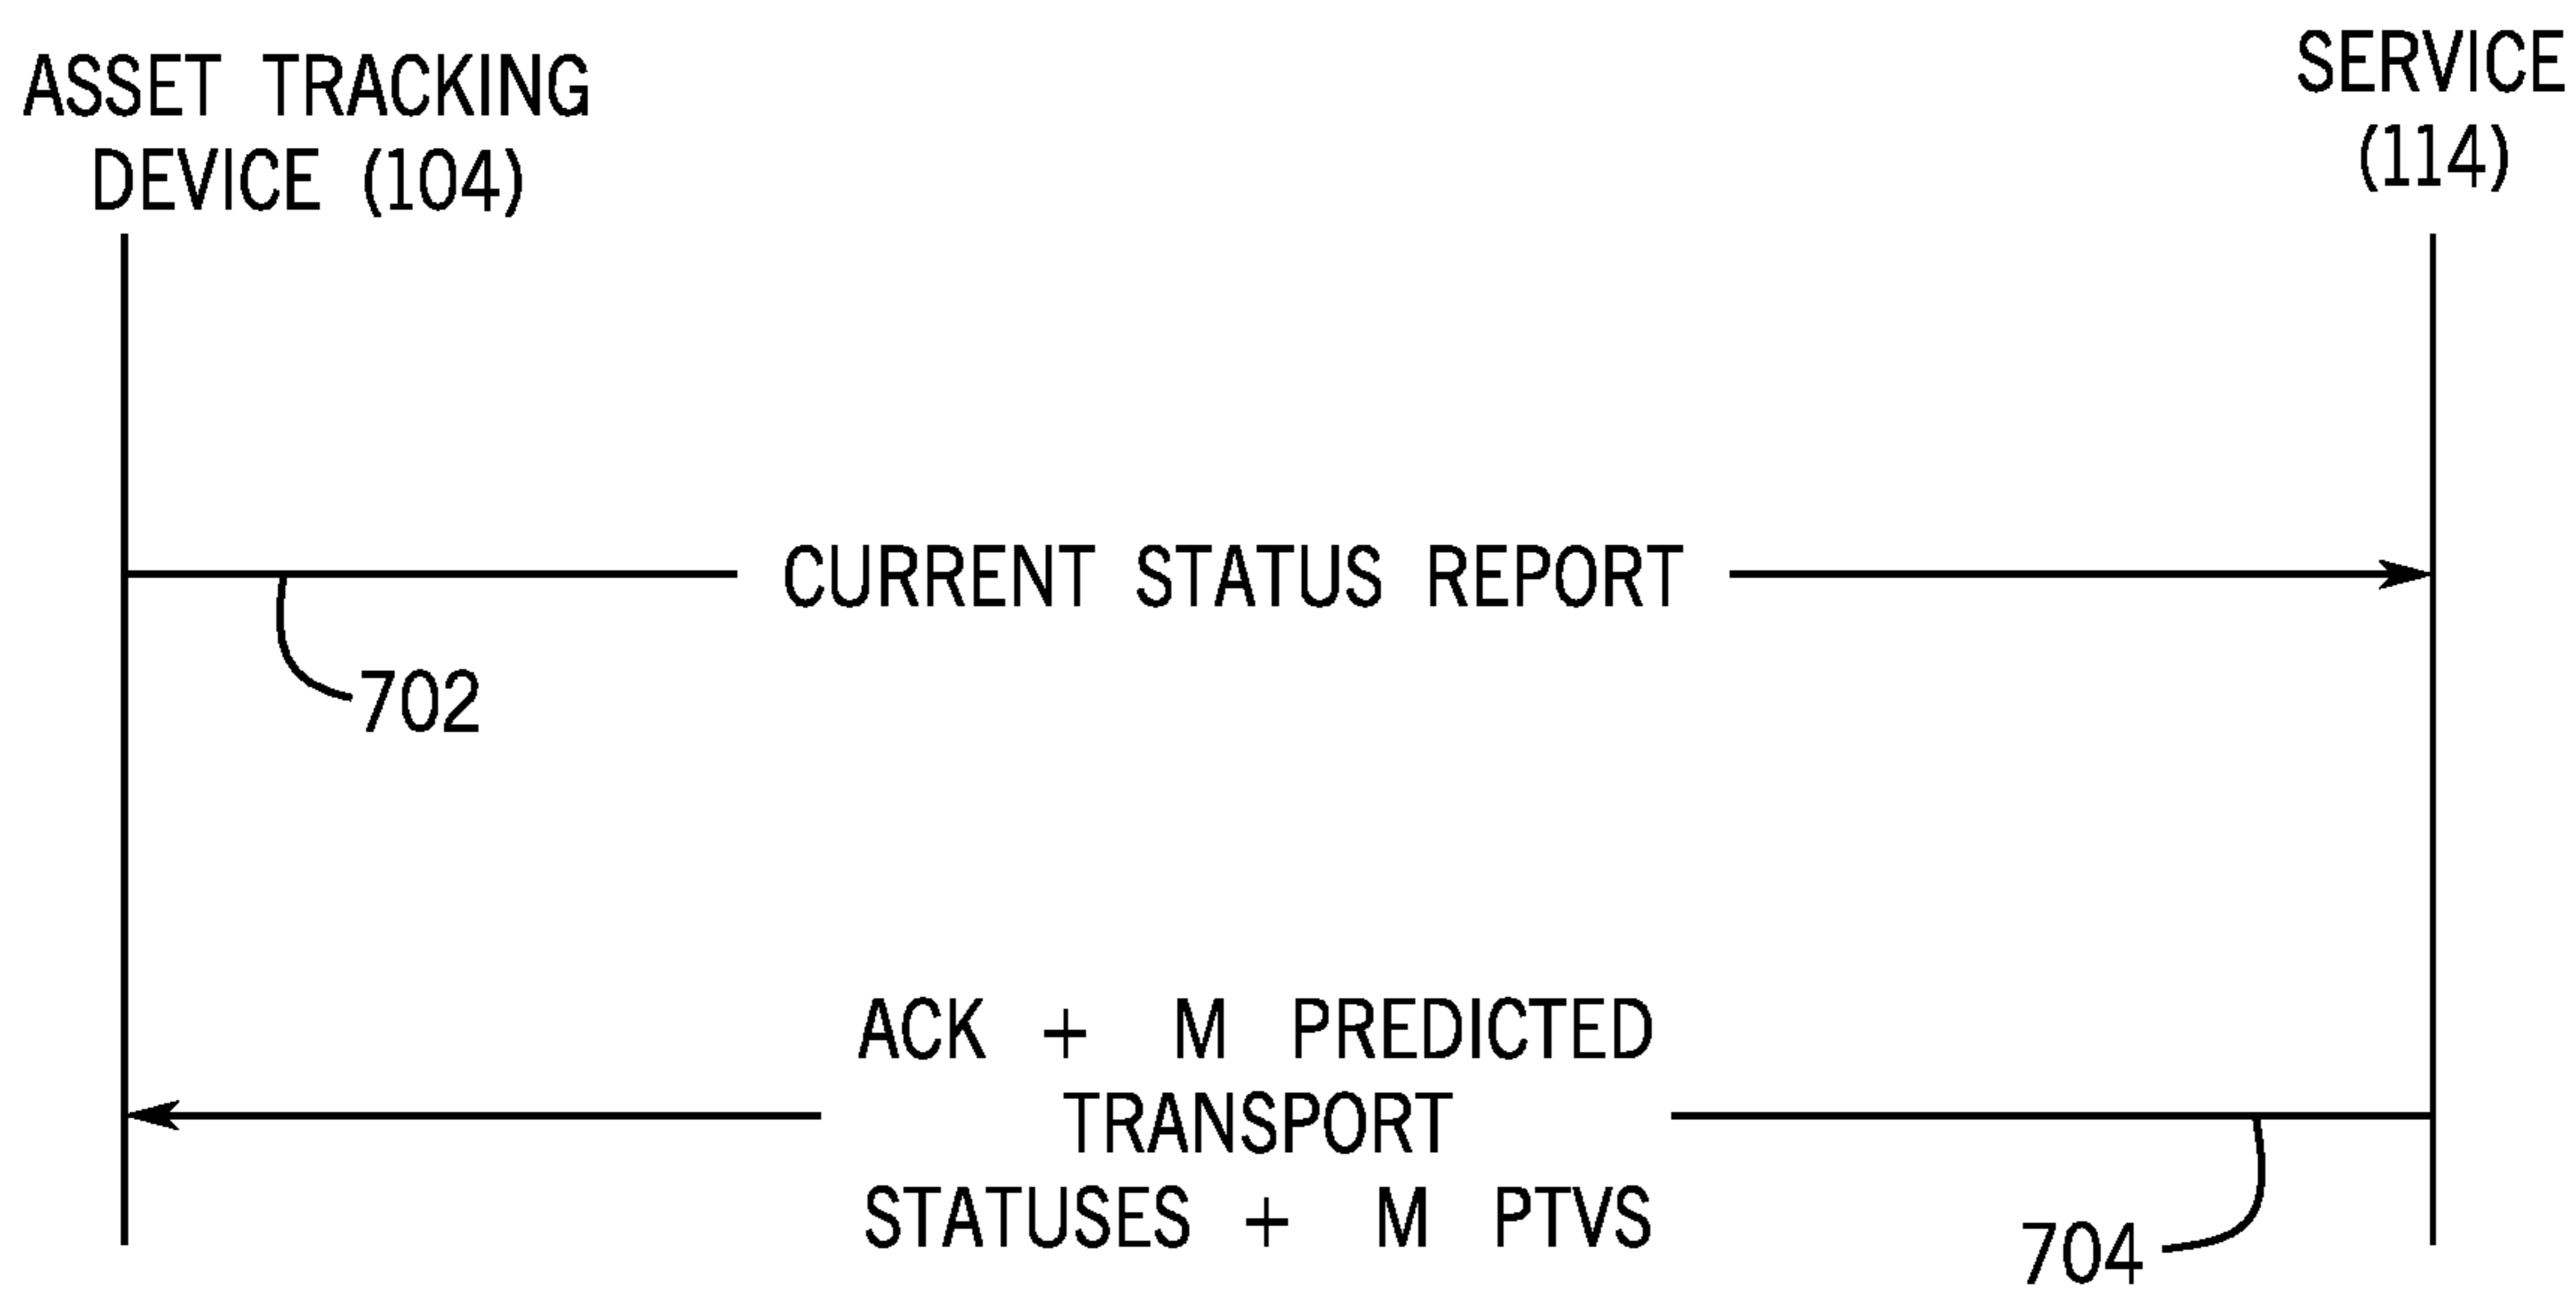 ASSET TRACKING
DEVICE (104)
SERVICE
(114)
CURRENT STATUS REPORT
702
ACK + M PREDICTED
TRANSPORT
STATUSES + M PTVS
704